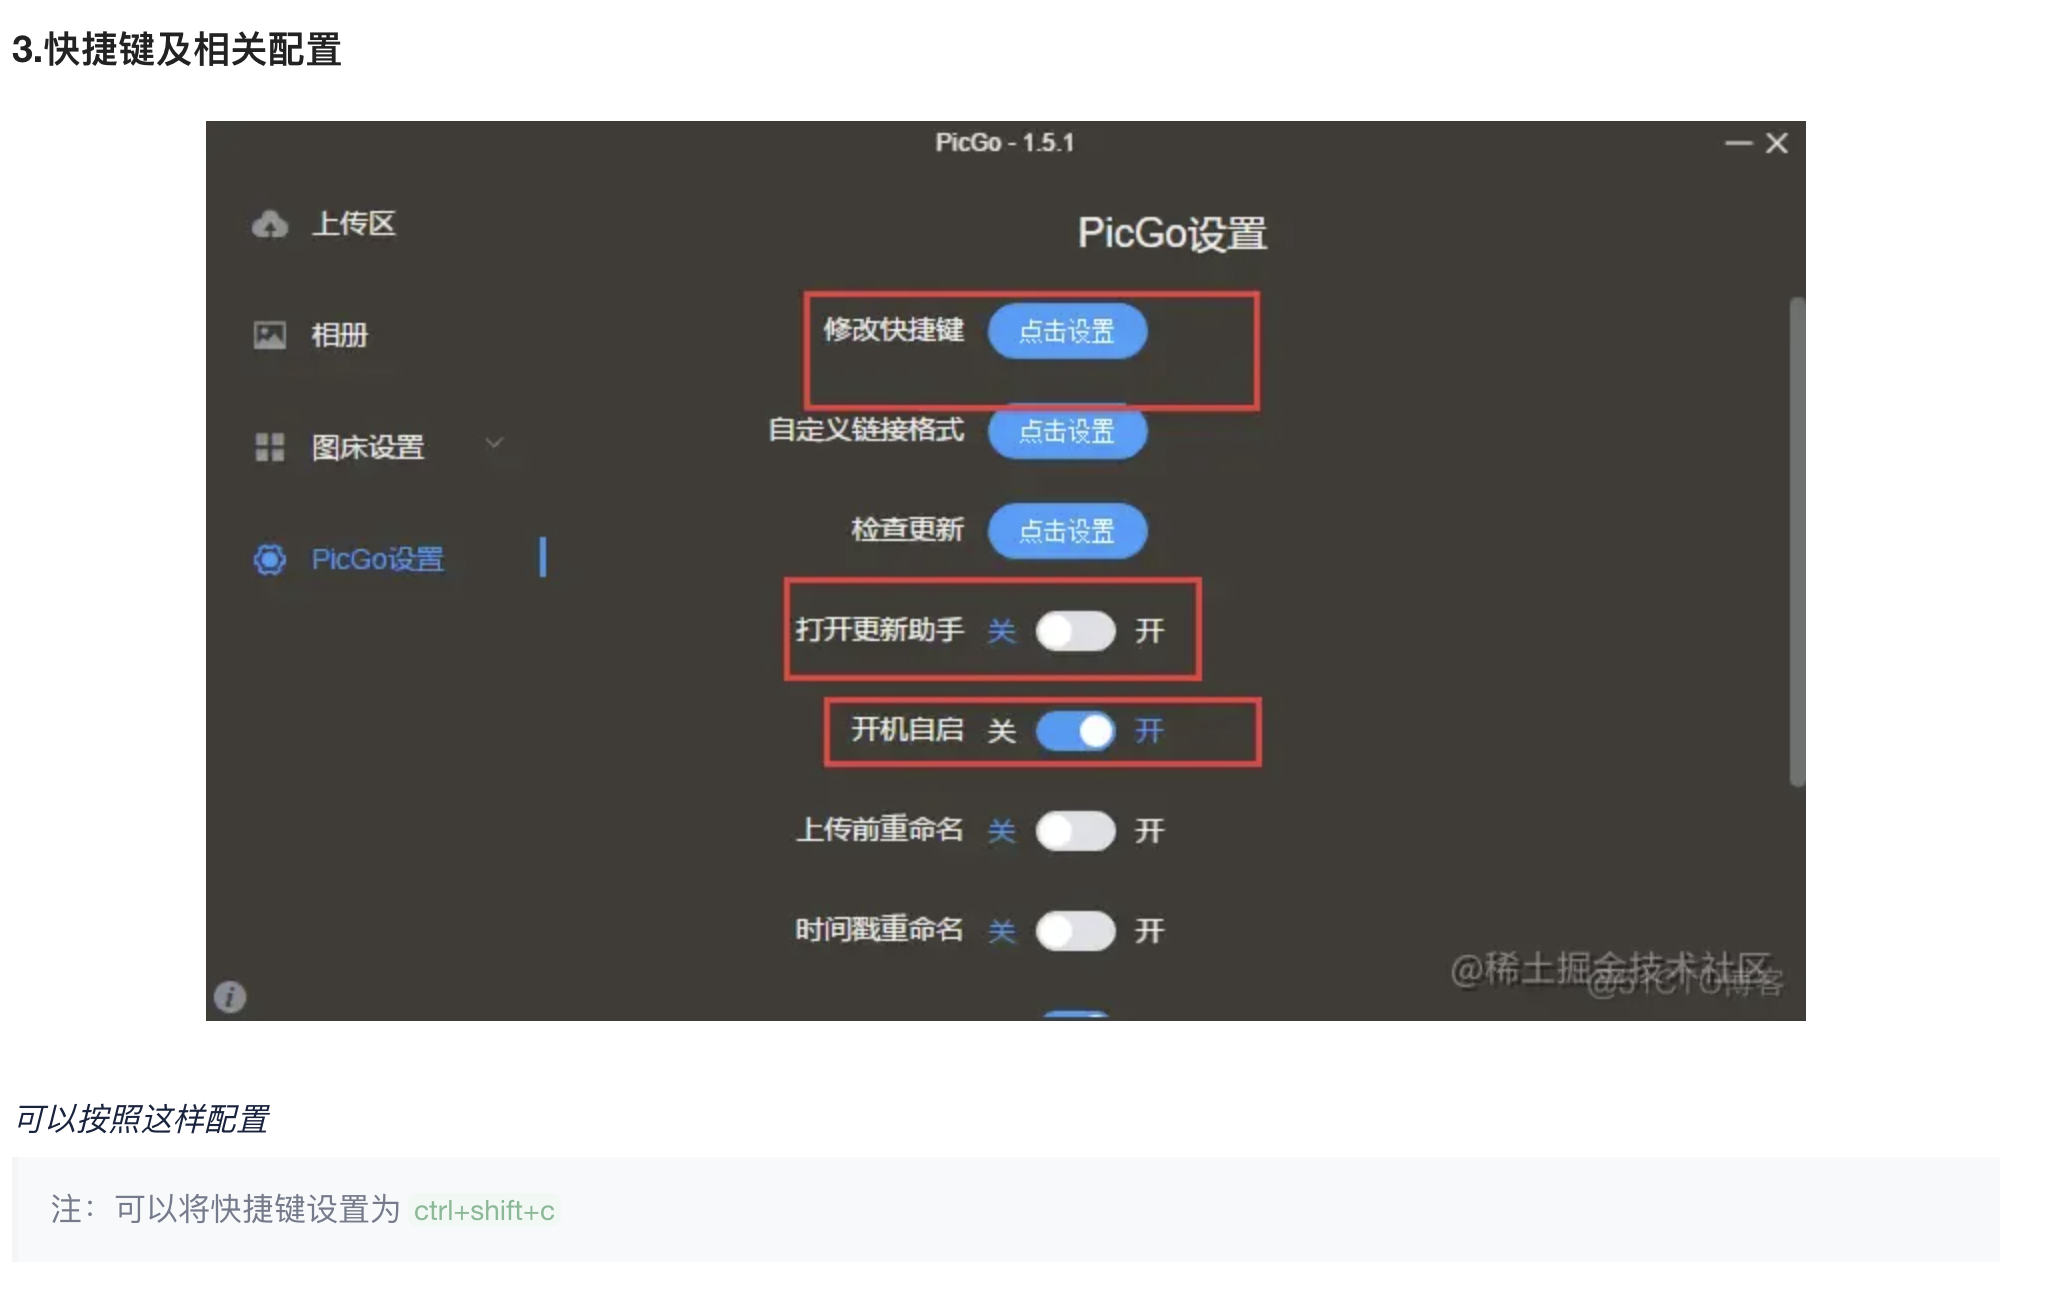 3.快捷键及相关配置
PicGo - 1.5.1
上传区
相册
图床设置
PicGo设置
PicGo设置
修改快捷键 点击设置
自定义链接格式 点击设置
检查更新 点击设置
打开更新助手 关 开
开机自启 关 开
上传前重命名 关 开
时间戳重命名 关 开
@稀土掘金技术社区
@51CTO博客
可以按照这样配置
注：可以将快捷键设置为 ctrl+shift+c